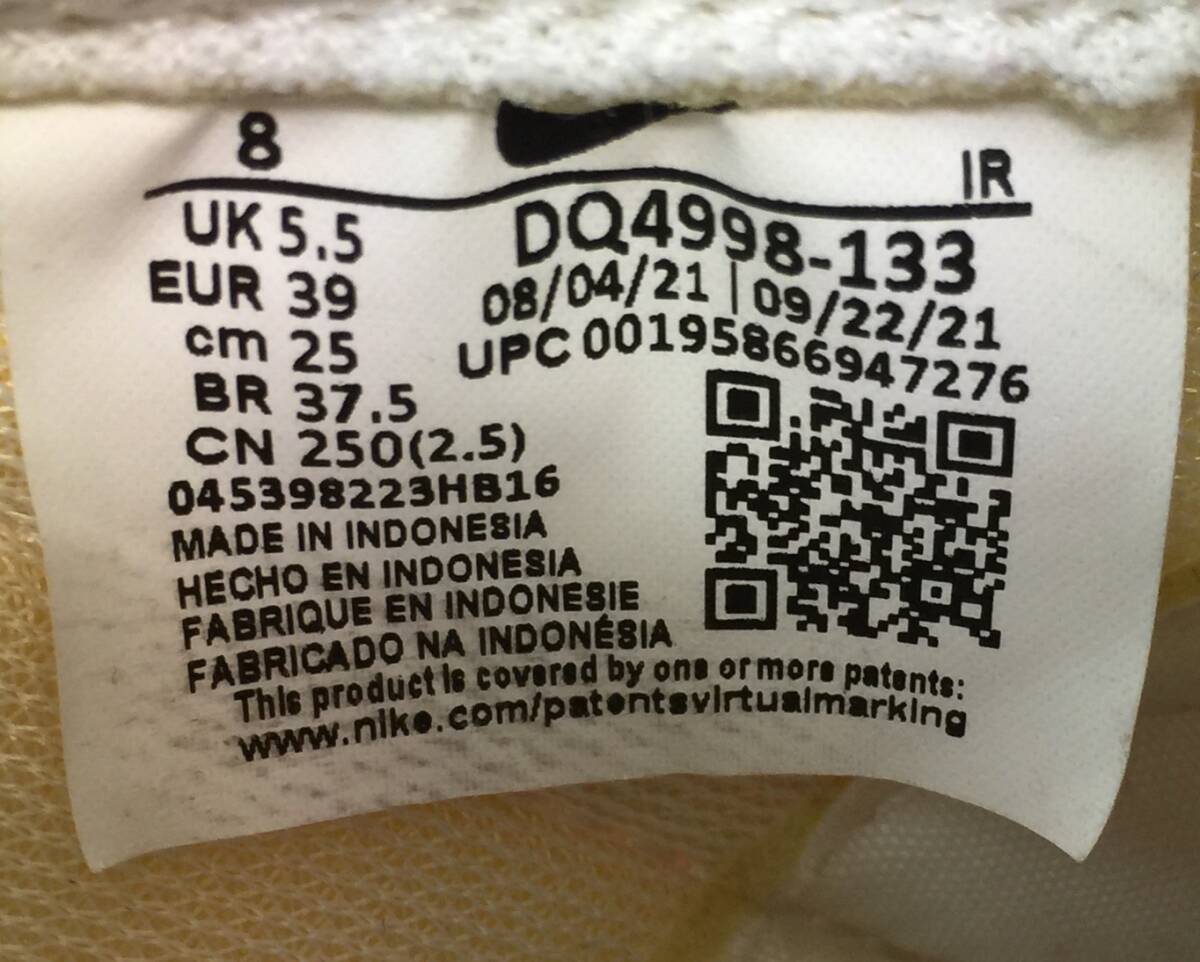 8
IR
UK 5.5
EUR 39
cm 25
BR 37.5
CN 250(2.5)
DQ4998-133
08/04/21 | 09/22/21
UPC 00195866947276
045398223HB16
MADE IN INDONESIA
HECHO EN INDONESIA
FABRIQUE EN INDONESIE
FABRICADO NA INDONÉSIA
This product is covered by one or more patents:
www.nike.com/patentsvirtualmarking